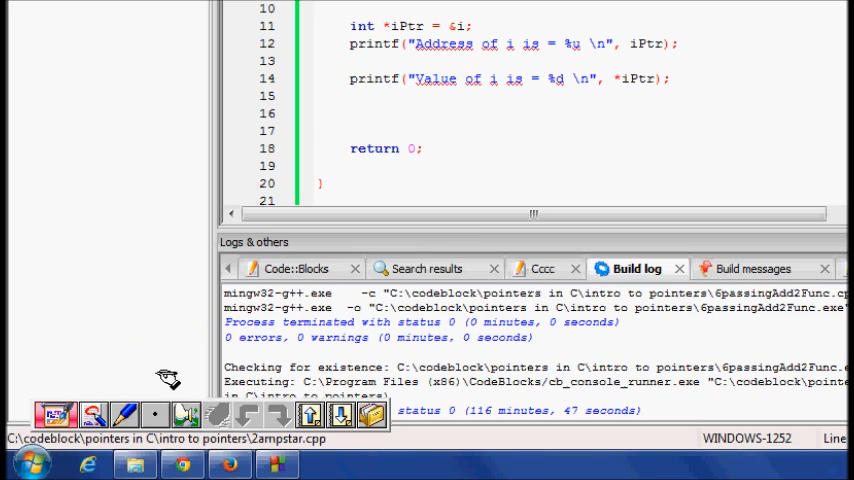 10
11 int *iPtr = &i;
12 printf("Address of i is = %u \n", iPtr);
13
14 printf("Value of i is = %d \n", *iPtr);
15
16
17
18 return 0;
19
20 }
21
Logs & others
Code::Blocks Search results Cccc Build log Build messages
mingw32-g++.exe -c "C:\codeblock\pointers in C\intro to pointers\6passingAdd2Func.cp
mingw32-g++.exe -o "C:\codeblock\pointers in C\intro to pointers\6passingAdd2Func.exe"
Process terminated with status 0 (0 minutes, 0 seconds)
0 errors, 0 warnings (0 minutes, 0 seconds)
Checking for existence: C:\codeblock\pointers in C\intro to pointers\6passingAdd2Func.e
Executing: C:\Program Files (x86)\CodeBlocks/cb_console_runner.exe "C:\codeblock\pointe
in C\intro to pointers)
status 0 (116 minutes, 47 seconds)
C:\codeblock\pointers in C\intro to pointers\2ampstar.cpp WINDOWS-1252 Line